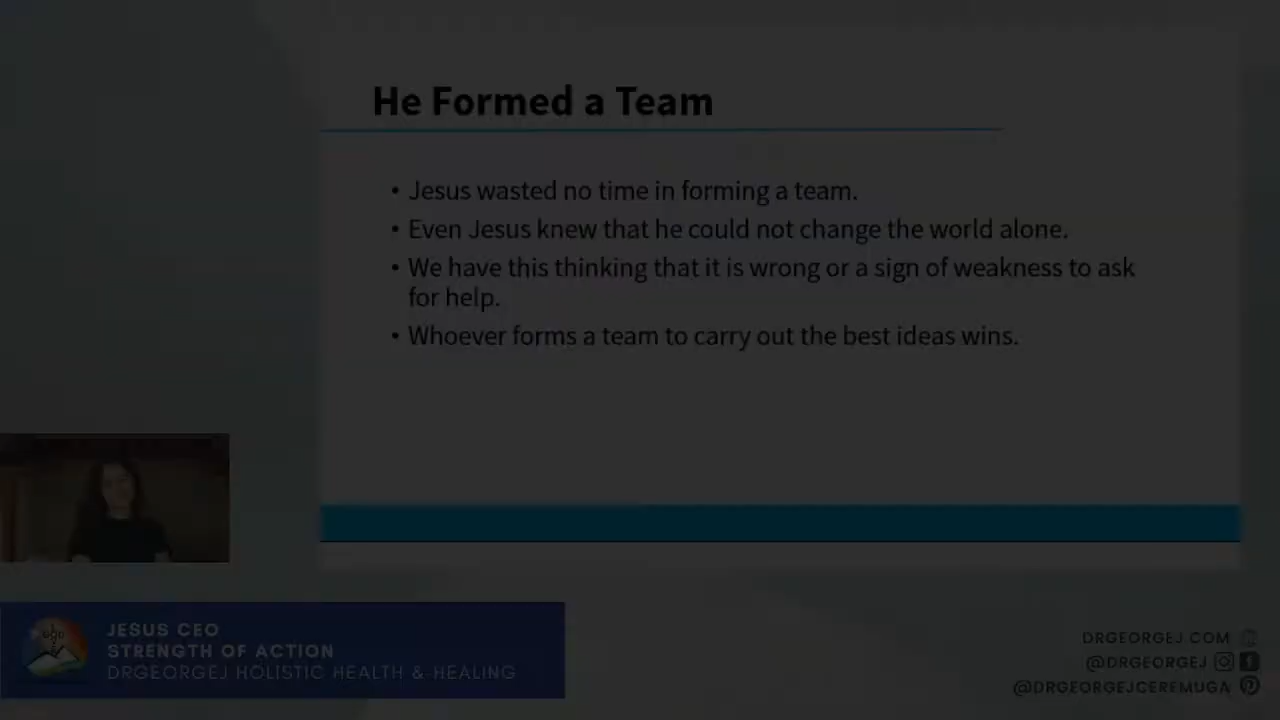 He Formed a Team
• Jesus wasted no time in forming a team.
• Even Jesus knew that he could not change the world alone.
• We have this thinking that it is wrong or a sign of weakness to ask
for help.
• Whoever forms a team to carry out the best ideas wins.
JESUS CEO
STRENGTH OF ACTION
DRGEORGEJ HOLISTIC HEALTH & HEALING
DRGEORGEJ.COM
@DRGEORGEJ
@DRGEORGEJCEREMUGA